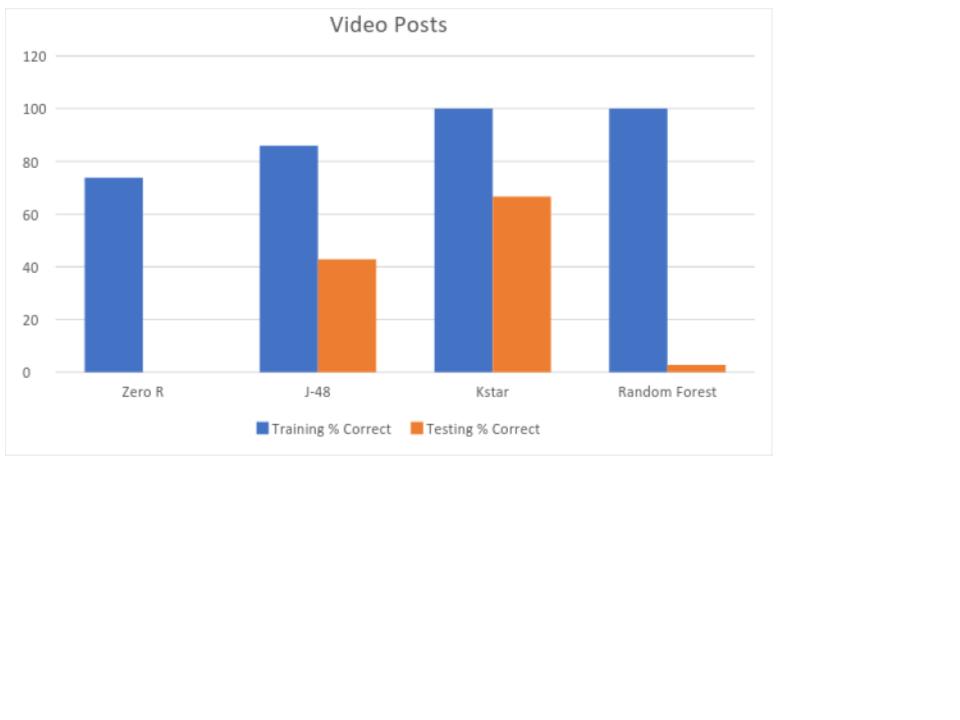 Video Posts
120
100
80
60
40
20
0
Zero R J-48 Kstar Random Forest
Training % Correct Testing % Correct